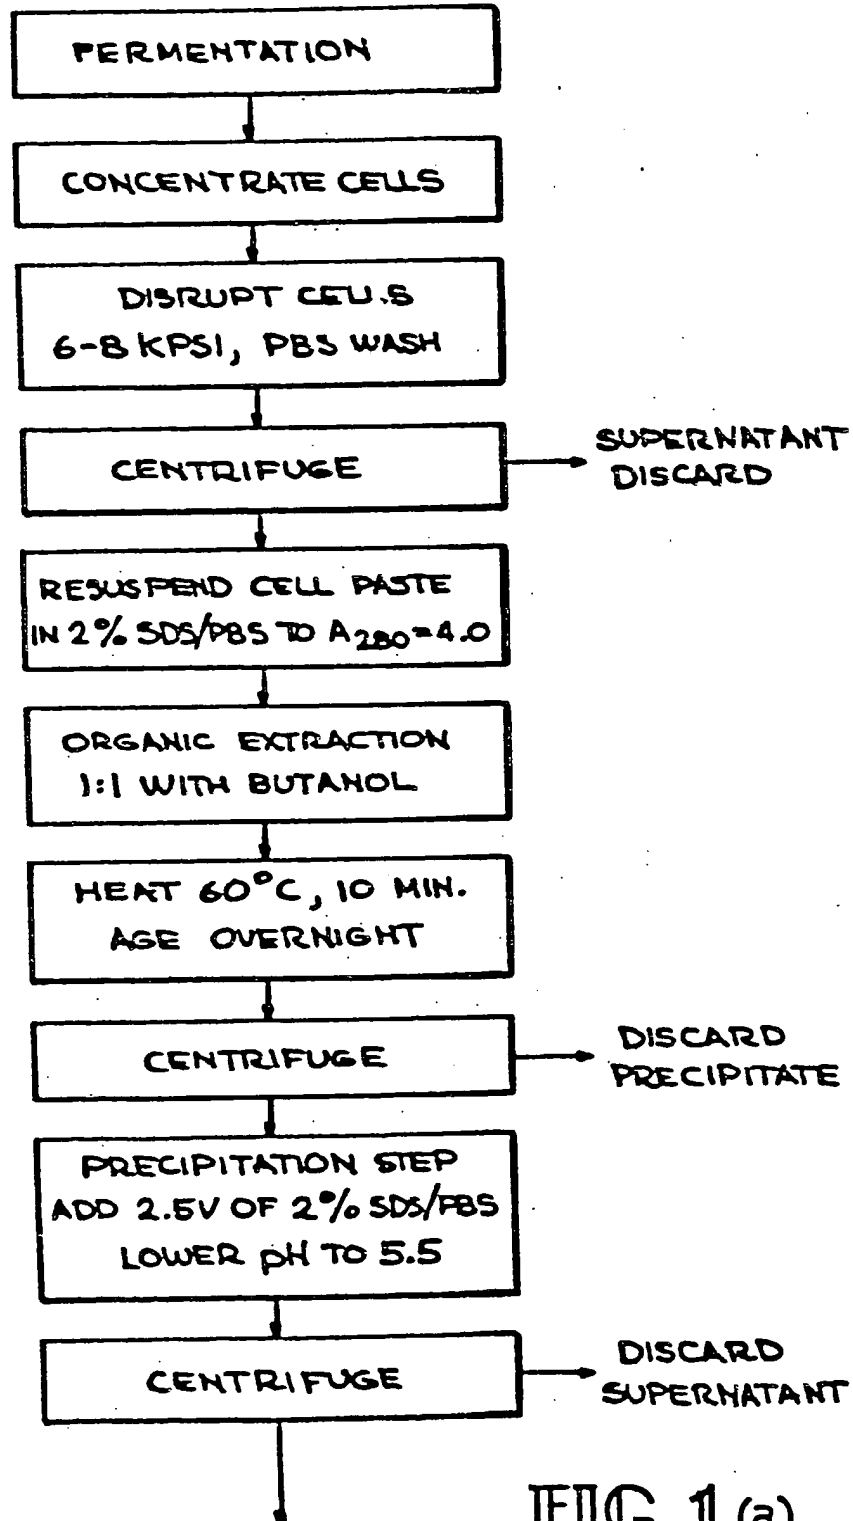 FERMENTATION
CONCENTRATE CELLS
DISRUPT CELLS
6-8 KPSI, PBS WASH
CENTRIFUGE
SUPERNATANT
DISCARD
RESUSPEND CELL PASTE
IN 2% SDS/PBS TO A280=4.0
ORGANIC EXTRACTION
1:1 WITH BUTANOL
HEAT 60°C, 10 MIN.
AGE OVERNIGHT
CENTRIFUGE
DISCARD
PRECIPITATE
PRECIPITATION STEP
ADD 2.5V OF 2% SDS/PBS
LOWER pH TO 5.5
CENTRIFUGE
DISCARD
SUPERNATANT
FIG 1 (a)